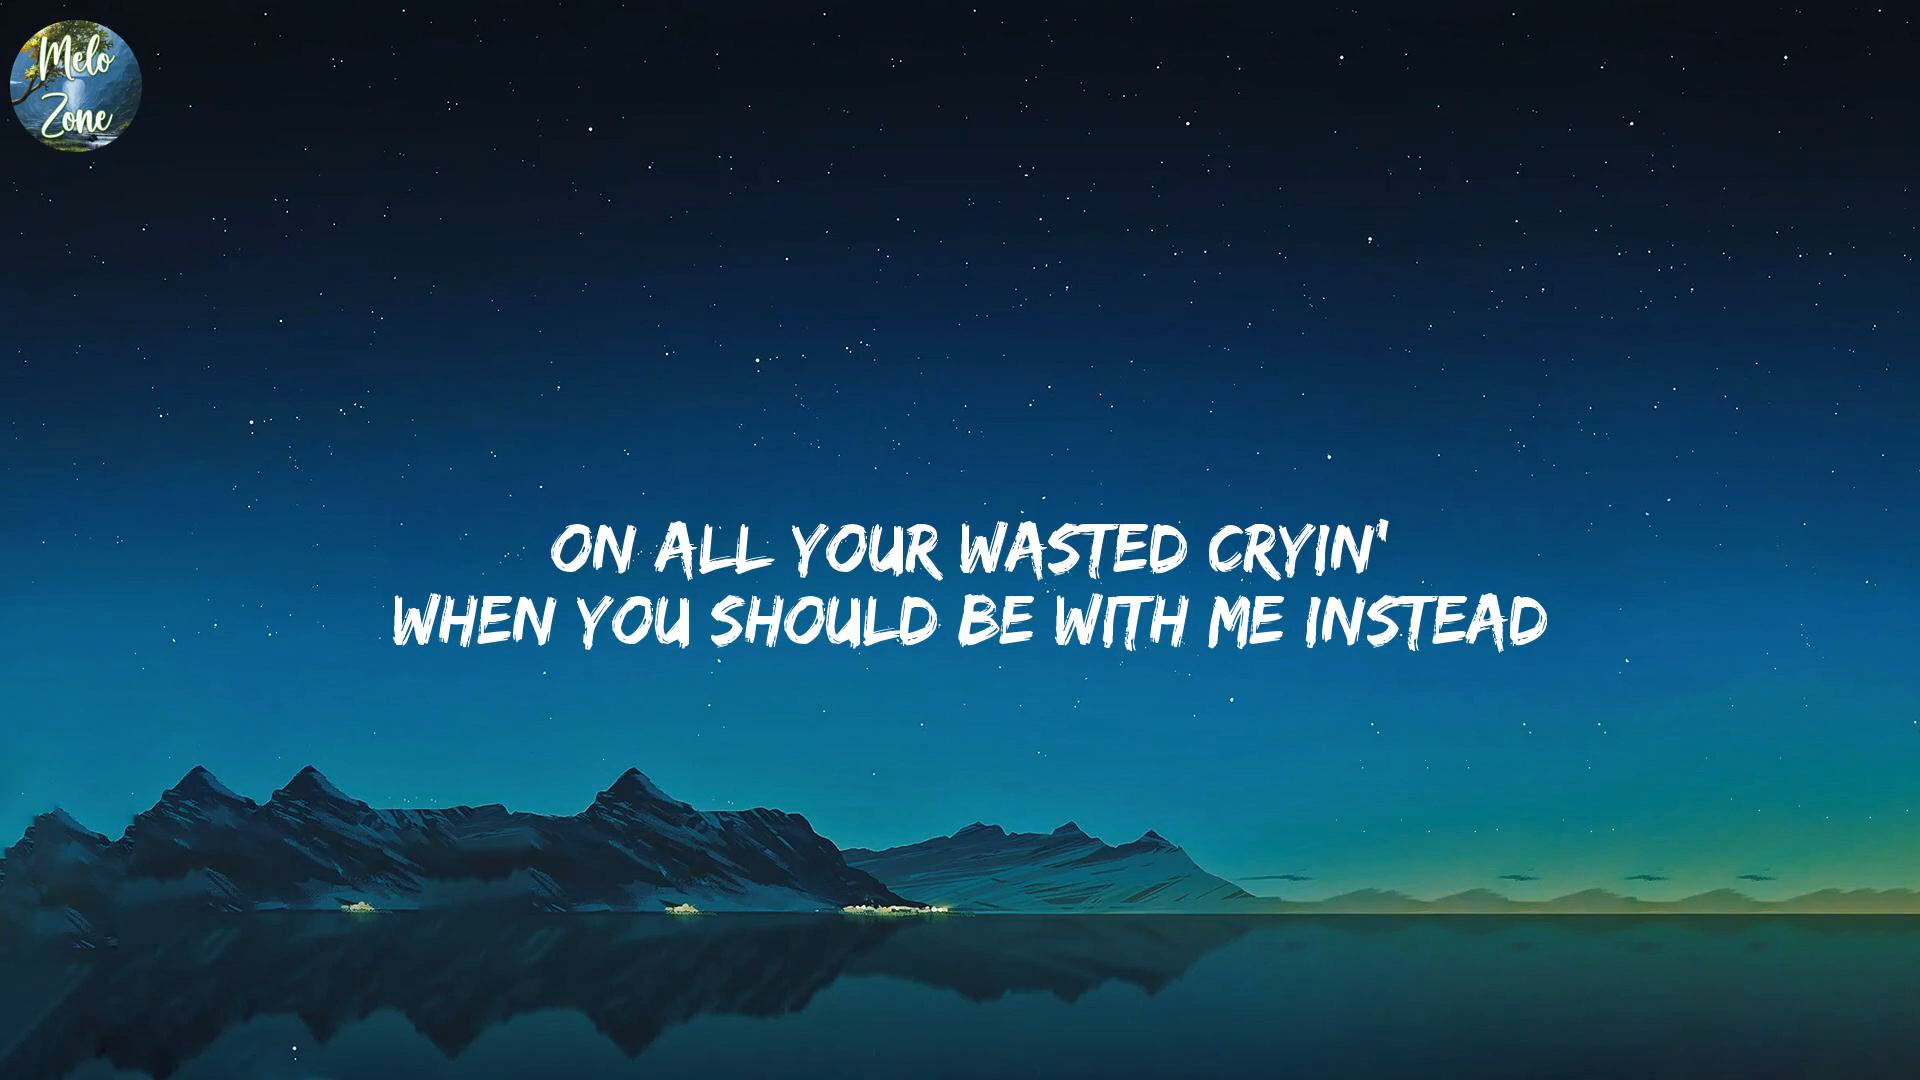 Melo
Zone
ON ALL YOUR WASTED CRYIN'
WHEN YOU SHOULD BE WITH ME INSTEAD